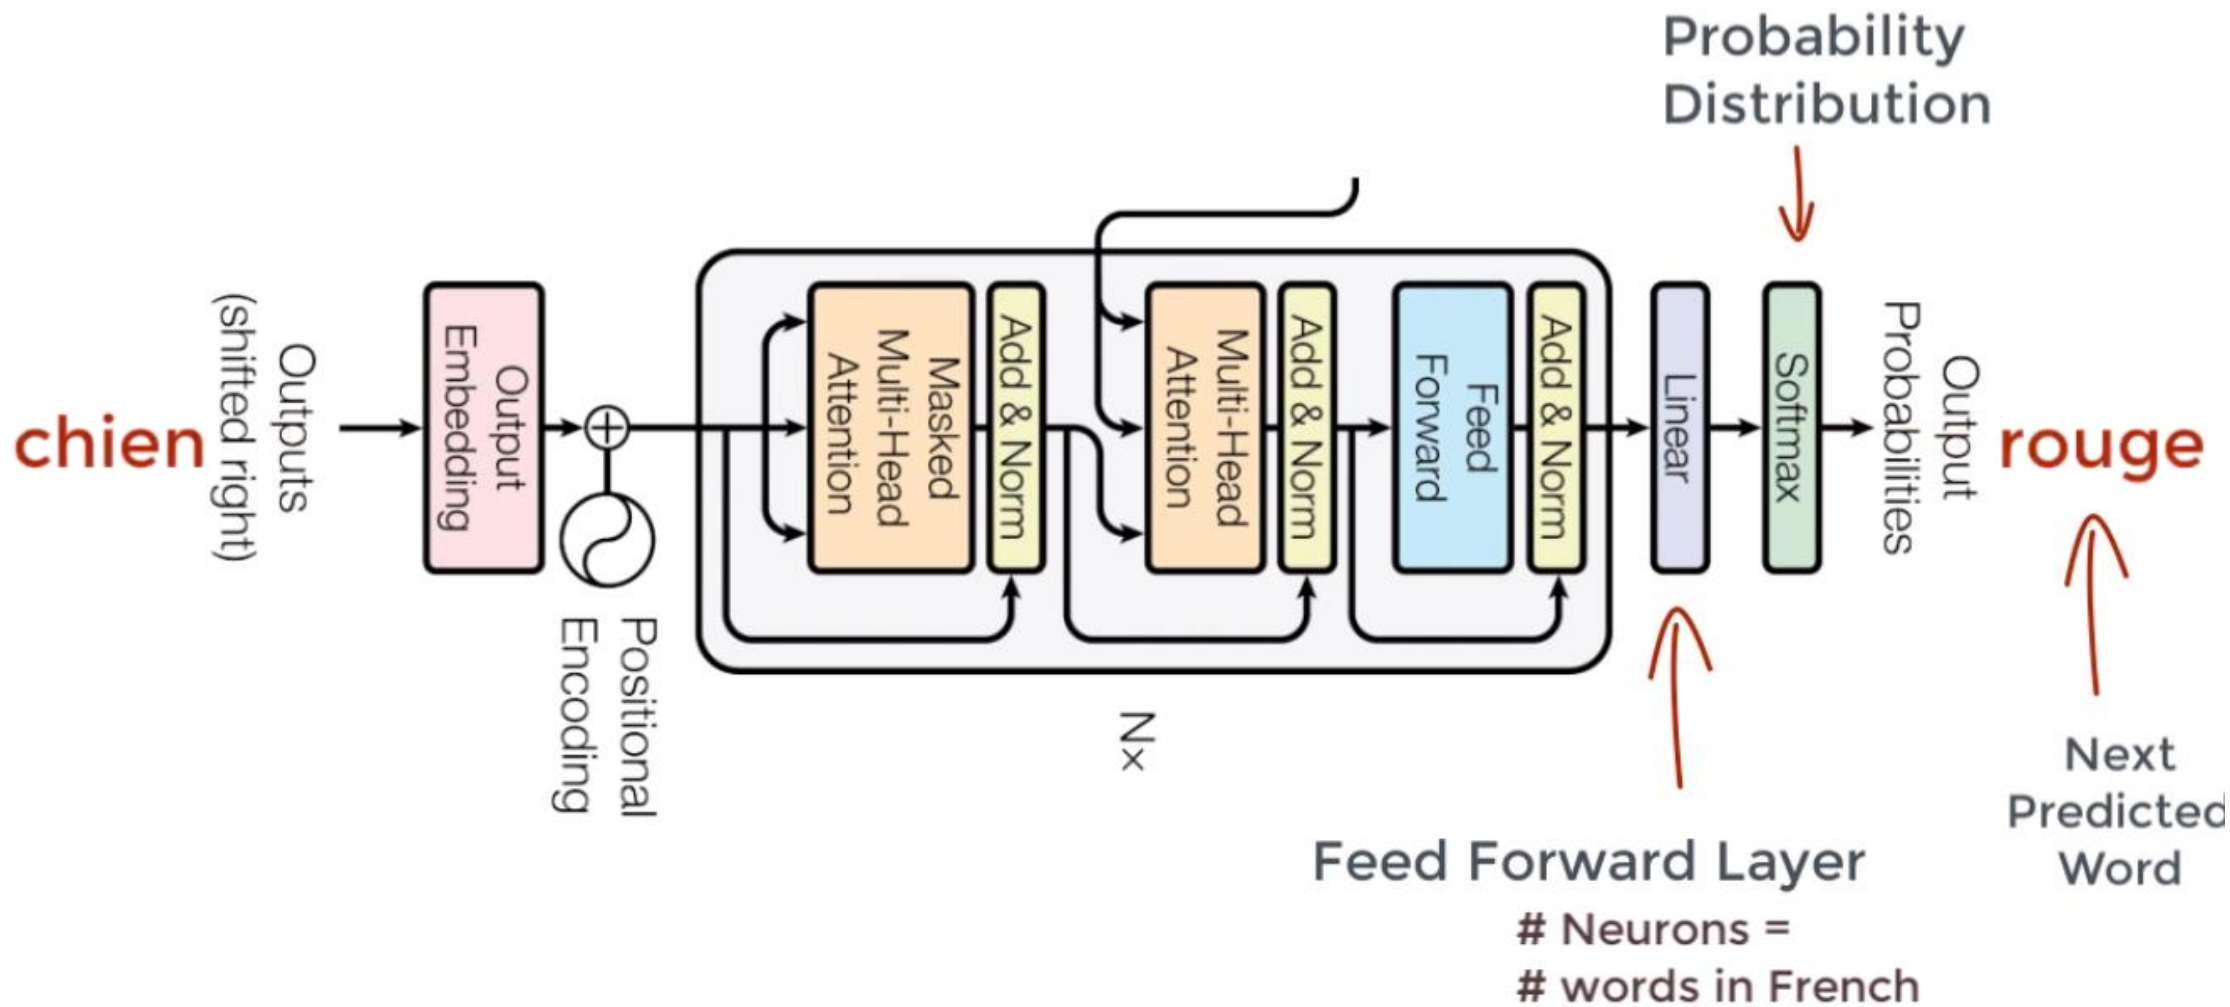 Probability
Distribution
chien
Outputs
(shifted right)
Output
Embedding
Positional
Encoding
Masked
Multi-Head
Attention
Add & Norm
Multi-Head
Attention
Add & Norm
Feed
Forward
Add & Norm
Nx
Linear
Softmax
Output
Probabilities
rouge
Feed Forward Layer
# Neurons =
# words in French
Next
Predicted
Word